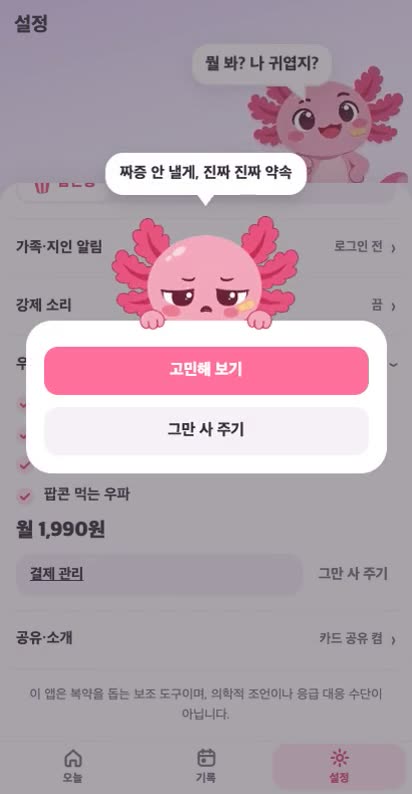 설정
뭘 봐? 나 귀엽지?
짜증 안 낼게, 진짜 진짜 약속
가족·지인 알림
로그인 전 ›
강제 소리
끔 ›
고민해 보기
그만 사 주기
팝콘 먹는 우파
월 1,990원
결제 관리
그만 사 주기
공유·소개
카드 공유 켬 ›
이 앱은 복약을 돕는 보조 도구이며, 의학적 조언이나 응급 대응 수단이
아닙니다.
오늘
기록
설정